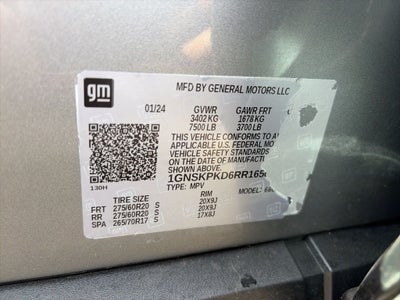 gm
MFD BY GENERAL MOTORS LLC
01/24 GVWR GAWR FRT
3402 KG 1678 KG
7500 LB 3700 LB
THIS VEHICLE CONFORMS TO
APPLICABLE U.S. FEDERAL MO
VEHICLE SAFETY STANDARDS
ON THE DATE OF MANUFACT
SHOWN ABOVE.
1GNSKPKD6RR165
TYPE: MPV MODEL:
130H
TIRE SIZE RIM
FRT 275/60R20 S 20X9J
RR 275/60R20 S 20X9J
SPA 265/70R17 S 17X8J